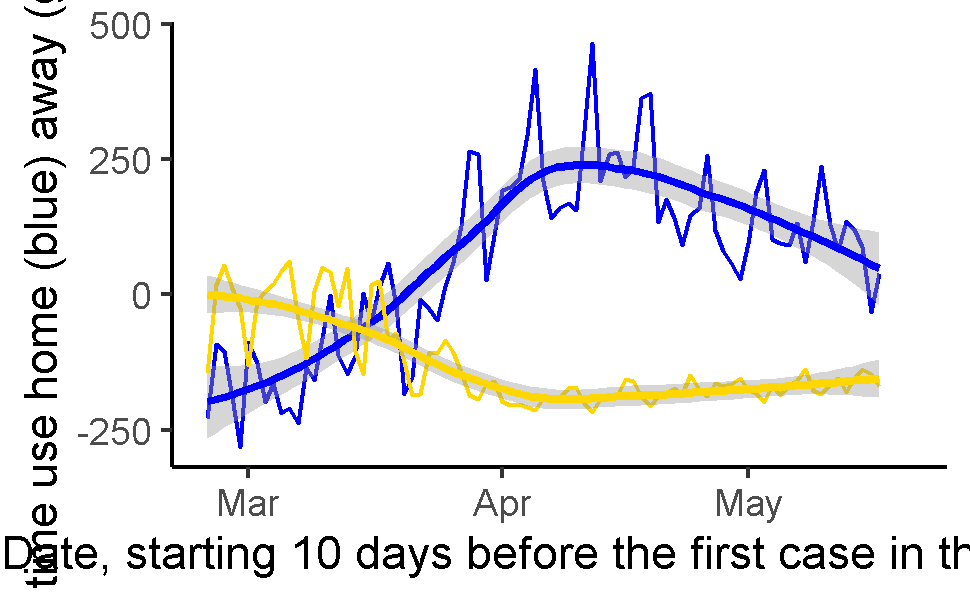 500
250
0
-250
Mar Apr May
Date, starting 10 days before the first case in th
time use home (blue) away (